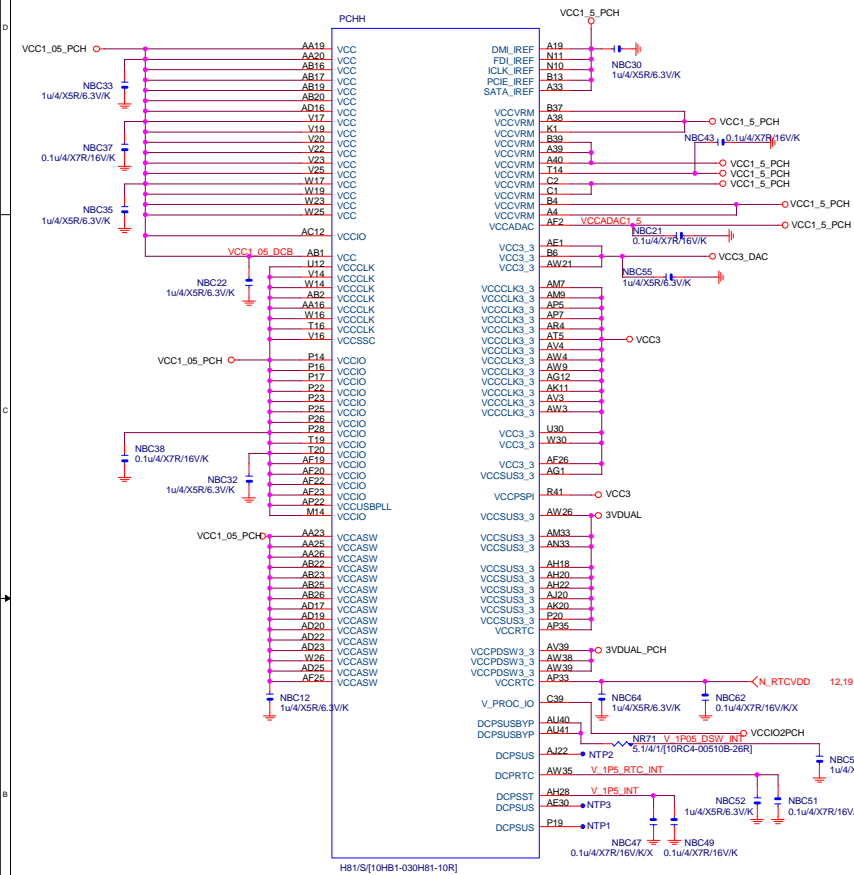 D
C
B
PCHH
VCC1_05_PCH
AA19 VCC
AA20 VCC
AB16 VCC
AB17 VCC
AB19 VCC
AB20 VCC
AD16 VCC
V17 VCC
V19 VCC
V20 VCC
V22 VCC
V23 VCC
V25 VCC
W17 VCC
W19 VCC
W23 VCC
W25 VCC
AC12 VCCIO
NBC33
1u/4/X5R/6.3V/K
NBC37
0.1u/4/X7R/16V/K
NBC35
1u/4/X5R/6.3V/K
VCC1_05_DCB
AB1 VCC
U12 VCCCLK
V14 VCCCLK
W14 VCCCLK
AB2 VCCCLK
AA16 VCCCLK
W16 VCCCLK
T16 VCCCLK
V16 VCCSSC
NBC22
1u/4/X5R/6.3V/K
VCC1_05_PCH
P14 VCCIO
P16 VCCIO
P17 VCCIO
P22 VCCIO
P23 VCCIO
P25 VCCIO
P26 VCCIO
P28 VCCIO
T19 VCCIO
T20 VCCIO
AF19 VCCIO
AF20 VCCIO
AF22 VCCIO
AF23 VCCIO
AP22 VCCUSBPLL
M14 VCCIO
NBC38
0.1u/4/X7R/16V/K
NBC32
1u/4/X5R/6.3V/K
VCC1_05_PCH
AA23 VCCASW
AA25 VCCASW
AA26 VCCASW
AB22 VCCASW
AB23 VCCASW
AB25 VCCASW
AB26 VCCASW
AD17 VCCASW
AD19 VCCASW
AD20 VCCASW
AD22 VCCASW
AD23 VCCASW
W26 VCCASW
AD25 VCCASW
AF25 VCCASW
NBC12
1u/4/X5R/6.3V/K
VCC1_5_PCH
DMI_IREF A19
FDI_IREF N11
ICLK_IREF N10
PCIE_IREF B13
SATA_IREF A33
NBC30
1u/4/X5R/6.3V/K
VCCVRM B37
VCCVRM A38
VCCVRM K1
VCCVRM B39
VCCVRM A39
VCCVRM A40
VCCVRM T14
VCCVRM C2
VCCVRM C1
VCCVRM B4
VCCVRM A4
VCCADAC AF2
VCC1_5_PCH
NBC43 0.1u/4/X7R/16V/K
VCC1_5_PCH
VCC1_5_PCH
VCC1_5_PCH
VCC1_5_PCH
VCCADAC1_5
VCC1_5_PCH
NBC21
0.1u/4/X7R/16V/K
VCC3_3 AE1
VCC3_3 B6
VCC3_3 AW21
VCC3_DAC
NBC55
1u/4/X5R/6.3V/K
VCCCLK3_3 AM7
VCCCLK3_3 AM9
VCCCLK3_3 AP5
VCCCLK3_3 AP7
VCCCLK3_3 AR4
VCCCLK3_3 AT5
VCCCLK3_3 AV4
VCCCLK3_3 AW4
VCCCLK3_3 AW9
VCCCLK3_3 AG12
VCCCLK3_3 AK11
VCCCLK3_3 AV3
VCCCLK3_3 AW3
VCC3
VCC3_3 U30
VCC3_3 W30
VCC3_3 AF26
VCCSUS3_3 AG1
VCCPSPI R41
VCC3
VCCSUS3_3 AW26
3VDUAL
VCCSUS3_3 AM33
VCCSUS3_3 AN33
VCCSUS3_3 AH18
VCCSUS3_3 AH20
VCCSUS3_3 AH22
VCCSUS3_3 AJ20
VCCSUS3_3 AK20
VCCSUS3_3 P20
VCCRTC AP35
VCCPDSW3_3 AV39
VCCPDSW3_3 AW38
VCCPDSW3_3 AW39
3VDUAL_PCH
VCCRTC AP33
N_RTCVDD 12,19
NBC64
1u/4/X5R/6.3V/K
NBC62
0.1u/4/X7R/16V/K/X
V_PROC_IO C39
VCCIO2PCH
DCPSUSBYP AU40
DCPSUSBYP AU41
NR71 V_1P05_DSW_INT
5.1/4/1/[10RC4-00510B-26R]
NBC5
1u/4/X
DCPSUS AJ22 NTP2
DCPRTC AW35 V_1P5_RTC_INT
NBC52
1u/4/X5R/6.3V/K
NBC51
0.1u/4/X7R/16V/
DCPSST AH28 V_1P5_INT
DCPSUS AE30 NTP3
DCPSUS P19 NTP1
NBC47
0.1u/4/X7R/16V/K/X
NBC49
0.1u/4/X7R/16V/K
H81/S/[10HB1-030H81-10R]